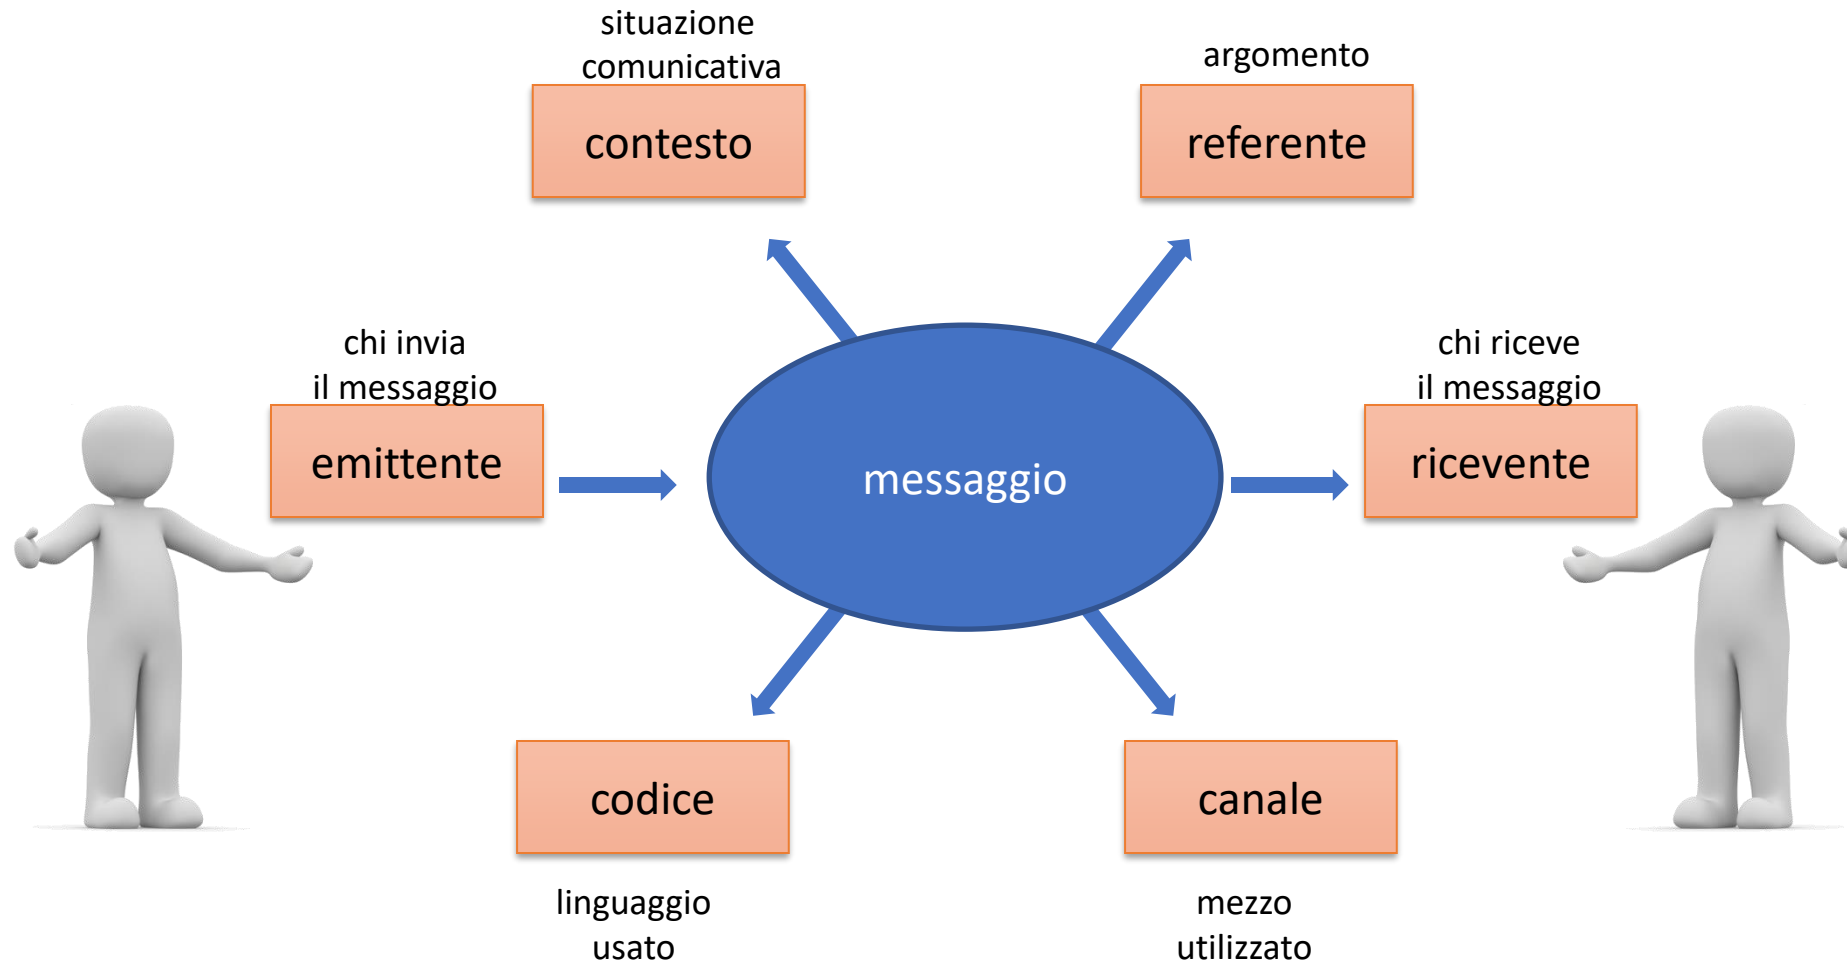 situazione
comunicativa
contesto
argomento
referente
chi invia
il messaggio
emittente
messaggio
chi riceve
il messaggio
ricevente
codice
linguaggio
usato
canale
mezzo
utilizzato